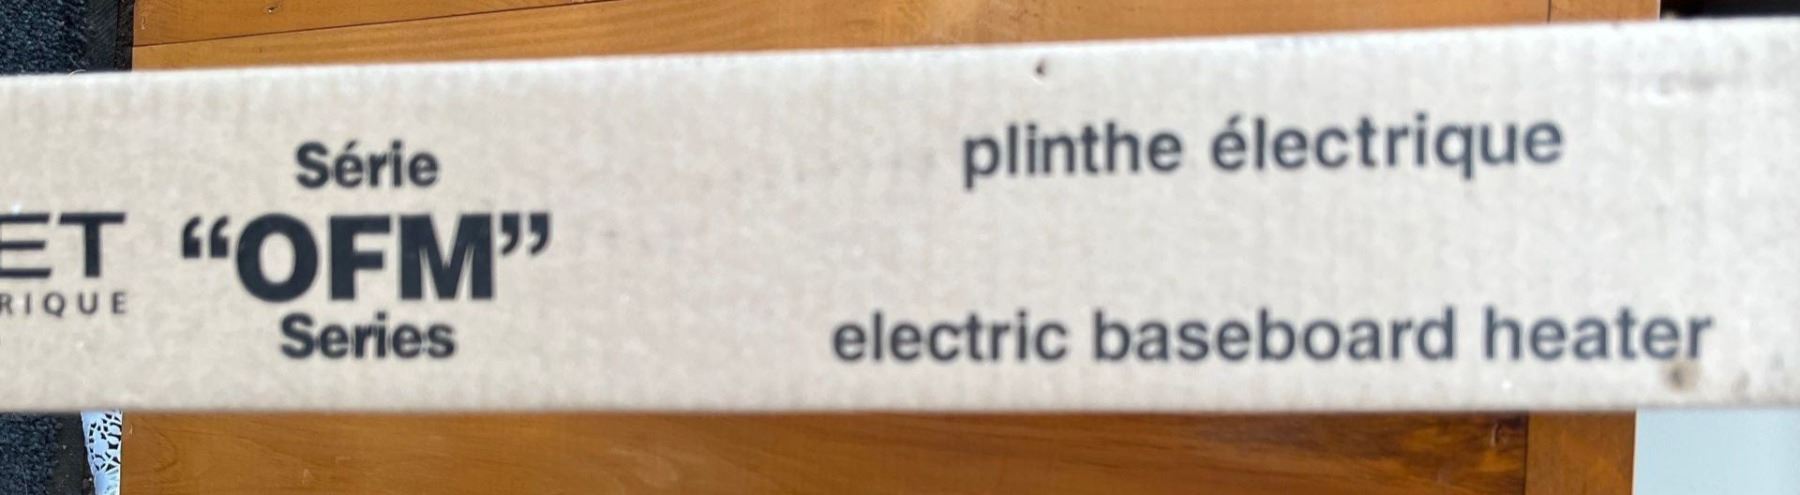 ET
RIQUE
Série
“OFM”
Series
plinthe électrique
electric baseboard heater